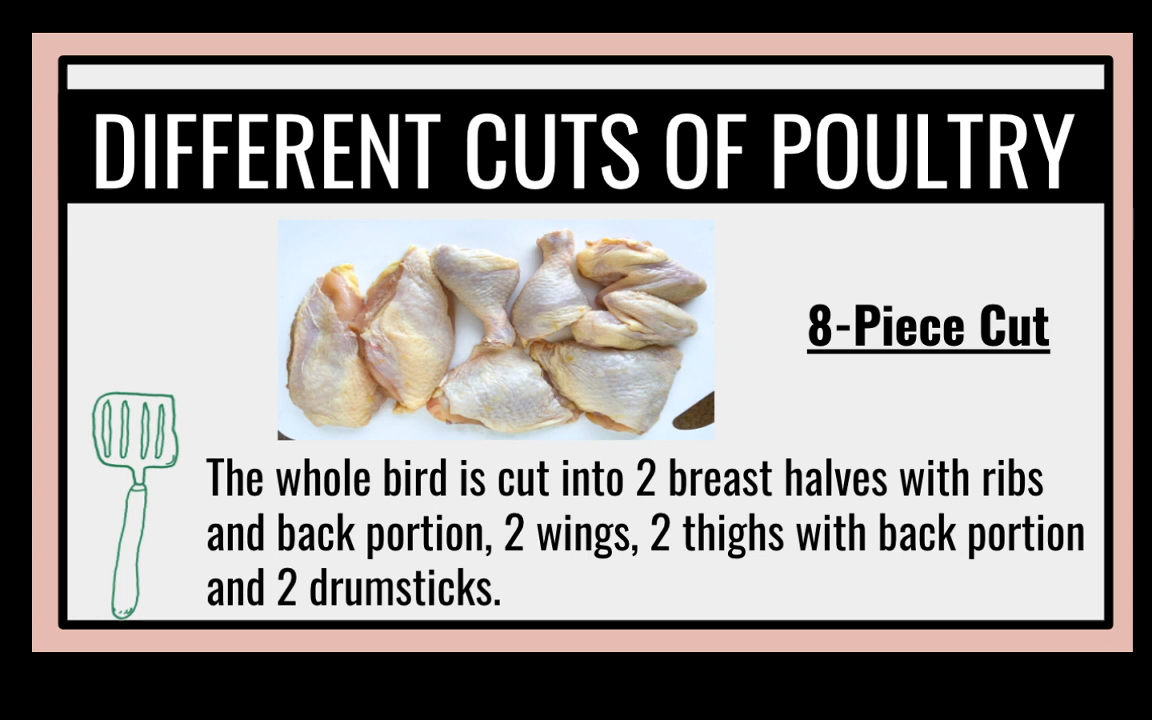 DIFFERENT CUTS OF POULTRY
8-Piece Cut
The whole bird is cut into 2 breast halves with ribs
and back portion, 2 wings, 2 thighs with back portion
and 2 drumsticks.